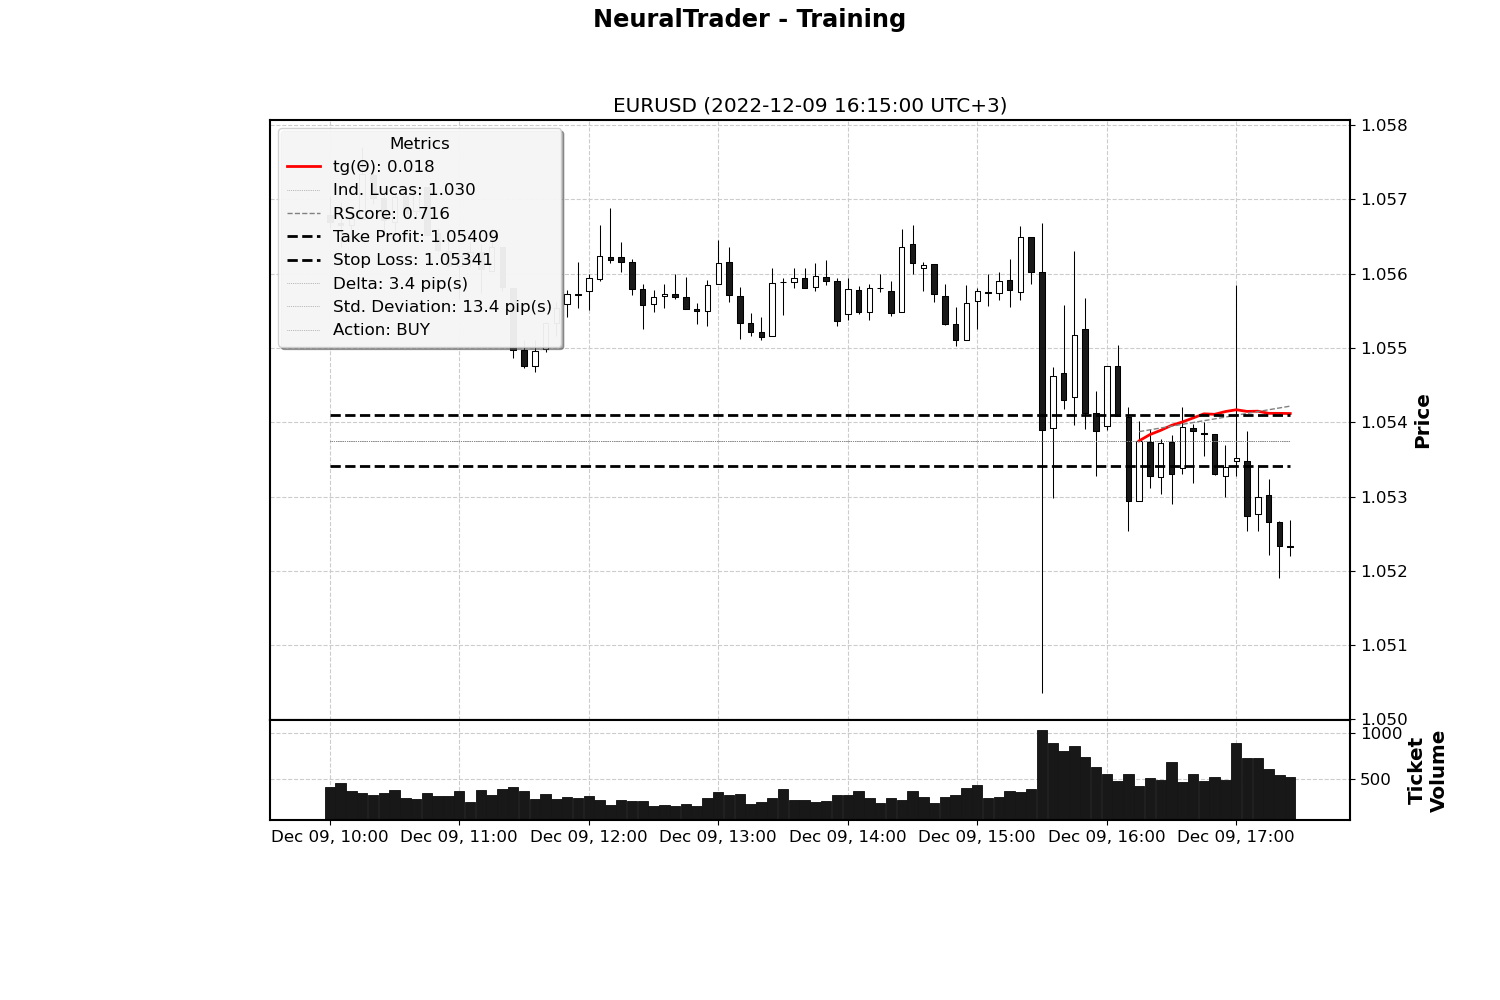 NeuralTrader - Training
EURUSD (2022-12-09 16:15:00 UTC+3)
Metrics
tg(Θ): 0.018
Ind. Lucas: 1.030
RScore: 0.716
Take Profit: 1.05409
Stop Loss: 1.05341
Delta: 3.4 pip(s)
Std. Deviation: 13.4 pip(s)
Action: BUY
1.058
1.057
1.056
1.055
1.054
1.053
1.052
1.051
1.050
Price
1000
500
Ticket
Volume
Dec 09, 10:00
Dec 09, 11:00
Dec 09, 12:00
Dec 09, 13:00
Dec 09, 14:00
Dec 09, 15:00
Dec 09, 16:00
Dec 09, 17:00